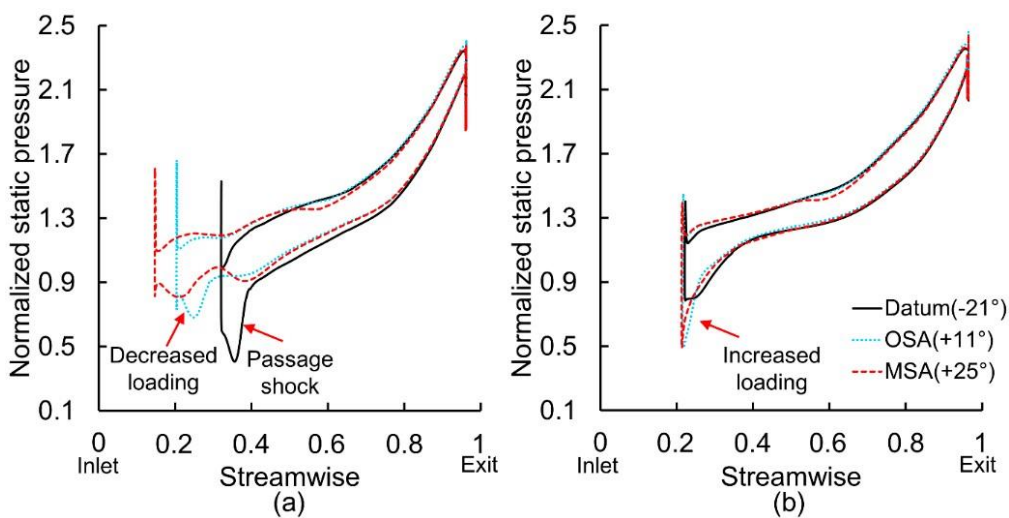 Normalized static pressure
2.5
2.1
1.7
1.3
0.9
0.5
0.1
Decreased
loading
Passage
shock
0 0.2 0.4 0.6 0.8 1
Inlet Exit
Streamwise
(a)
Normalized static pressure
2.5
2.1
1.7
1.3
0.9
0.5
0.1
Datum(-21°)
OSA(+11°)
MSA(+25°)
Increased
loading
0 0.2 0.4 0.6 0.8 1
Inlet Exit
Streamwise
(b)